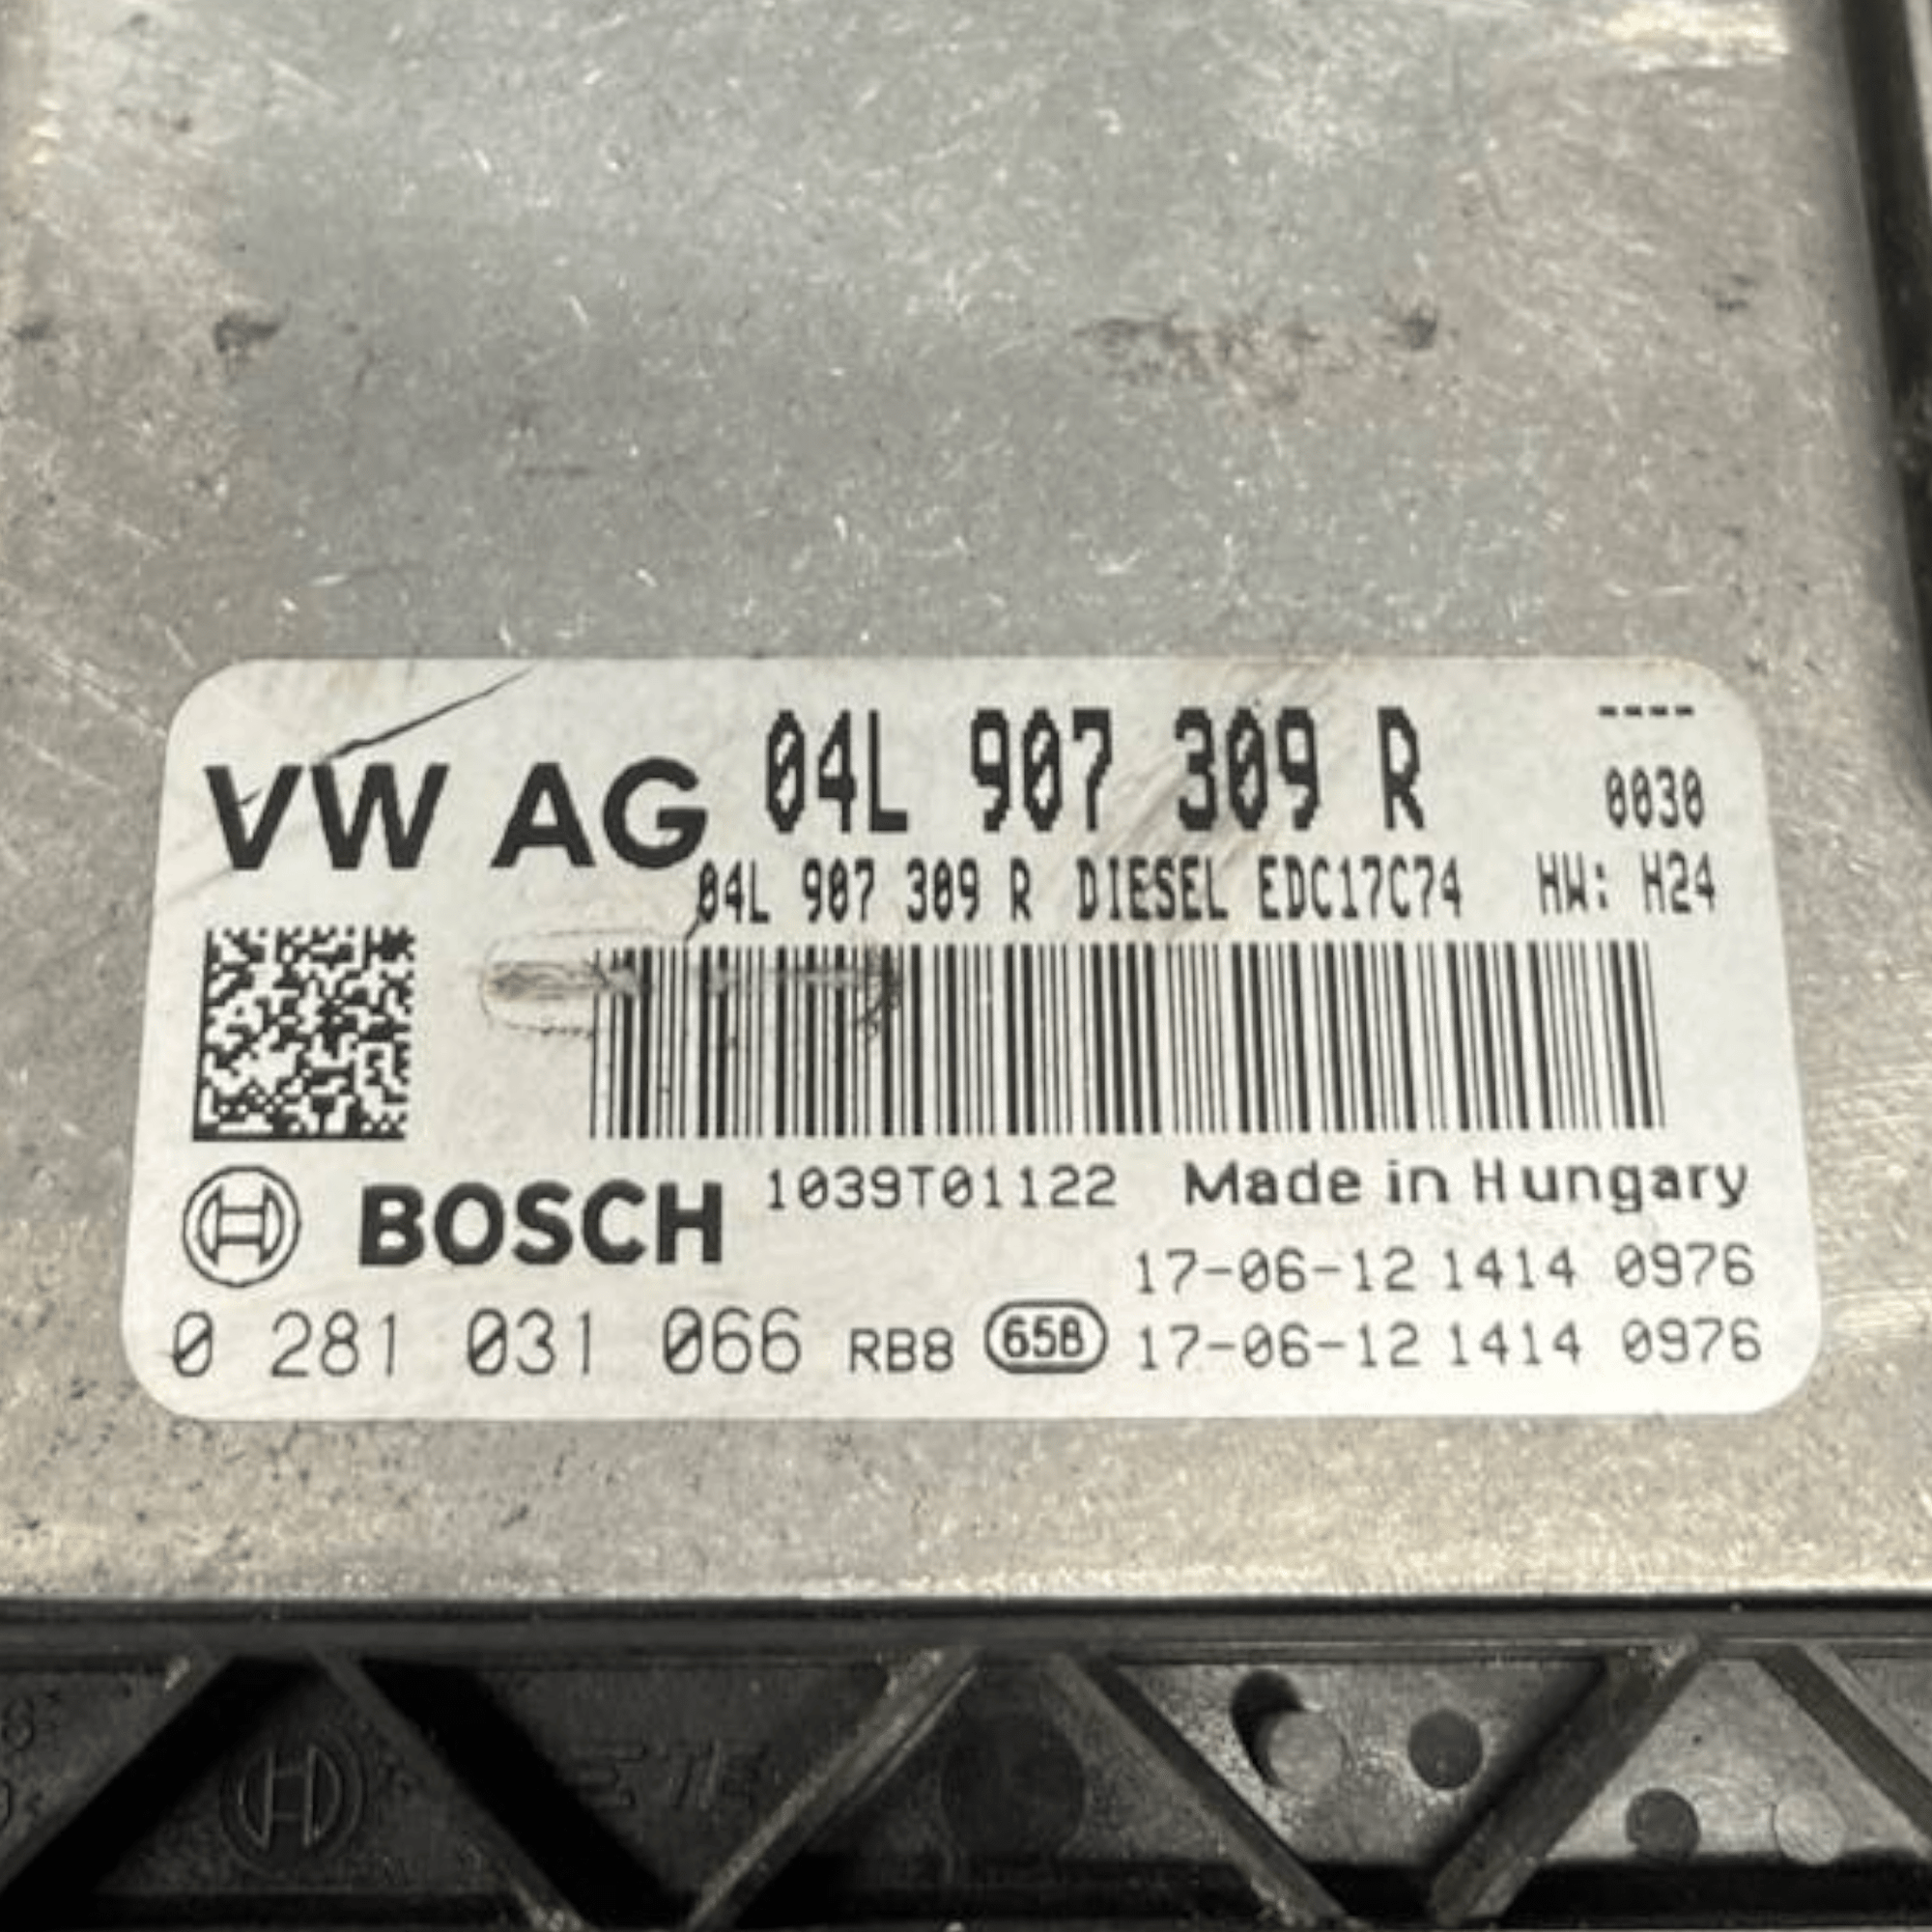 ----
VW AG 04L 907 309 R 0030
04L 907 309 R DIESEL EDC17C74 HW: H24
BOSCH 1039T01122 Made in Hungary
17-06-12 1414 0976
0 281 031 066 RB8 65B 17-06-12 1414 0976